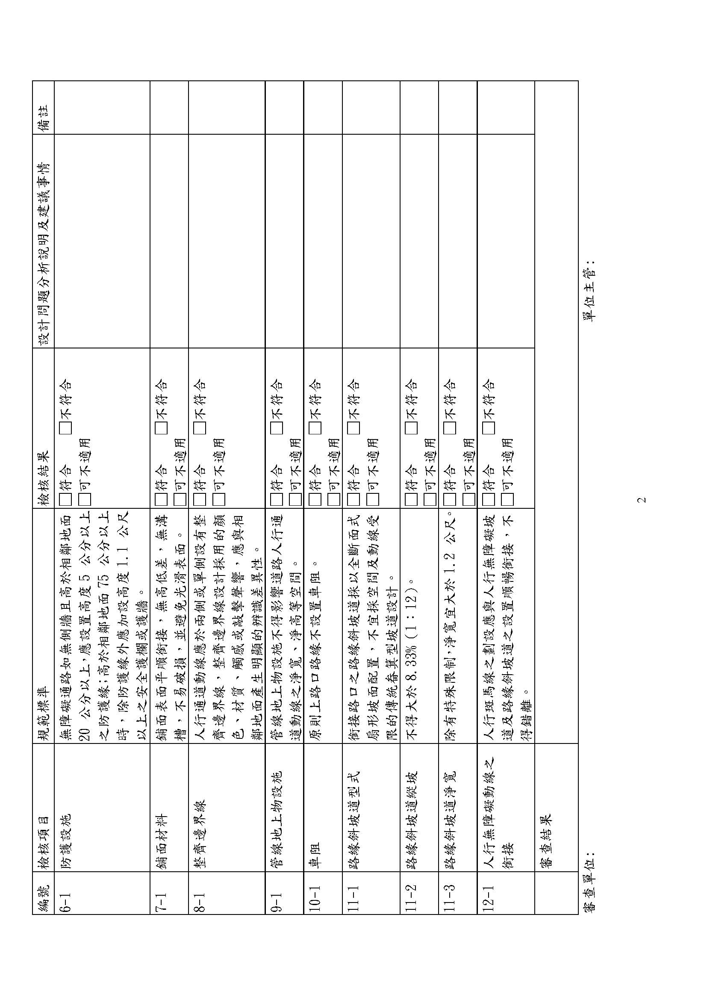 編號 檢核項目 規範標準 檢核結果 設計問題分析說明及建議事情 備註
6-1 防護設施 無障礙通路如無側牆且高於相鄰地面 □符合 □不符合
20 公分以上，應設置高度 5 公分以上 □可不適用
之防護緣；高於相鄰地面 75 公分以上
時，除防護緣外應加設高度 1.1 公尺
以上之安全護欄或護牆。
7-1 鋪面材料 鋪面表面平順銜接，無高低差，無溝 □符合 □不符合
槽，不易破損，並避免光滑表面。 □可不適用
8-1 整齊邊界線 人行通道動線應於兩側或單側設有整 □符合 □不符合
齊邊界線，整齊邊界線設計採用的顏 □可不適用
色、材質、觸感或敲擊聲響，應與相
鄰地面產生明顯的辨識差異性。
9-1 管線地上物設施 管線地上物設施不得影響道路人行通 □符合 □不符合
道動線之淨寬、淨高等空間。 □可不適用
10-1 車阻 原則上路口路緣不設置車阻。 □符合 □不符合
□可不適用
11-1 路緣斜坡道型式 銜接路口之路緣斜坡道採以全斷面式 □符合 □不符合
扇形坡面配置，不宜採空間及動線受 □可不適用
限的傳統畚箕型坡道設計。
11-2 路緣斜坡道縱坡 不得大於 8.33%(1：12)。 □符合 □不符合
□可不適用
11-3 路緣斜坡道淨寬 除有特殊限制，淨寬宜大於 1.2 公尺。 □符合 □不符合
□可不適用
12-1 人行無障礙動線之 人行斑馬線之劃設應與人行無障礙坡 □符合 □不符合
銜接 道及路緣斜坡道之設置順暢銜接，不 □可不適用
得錯離。
審查結果
審查單位： 單位主管：
2